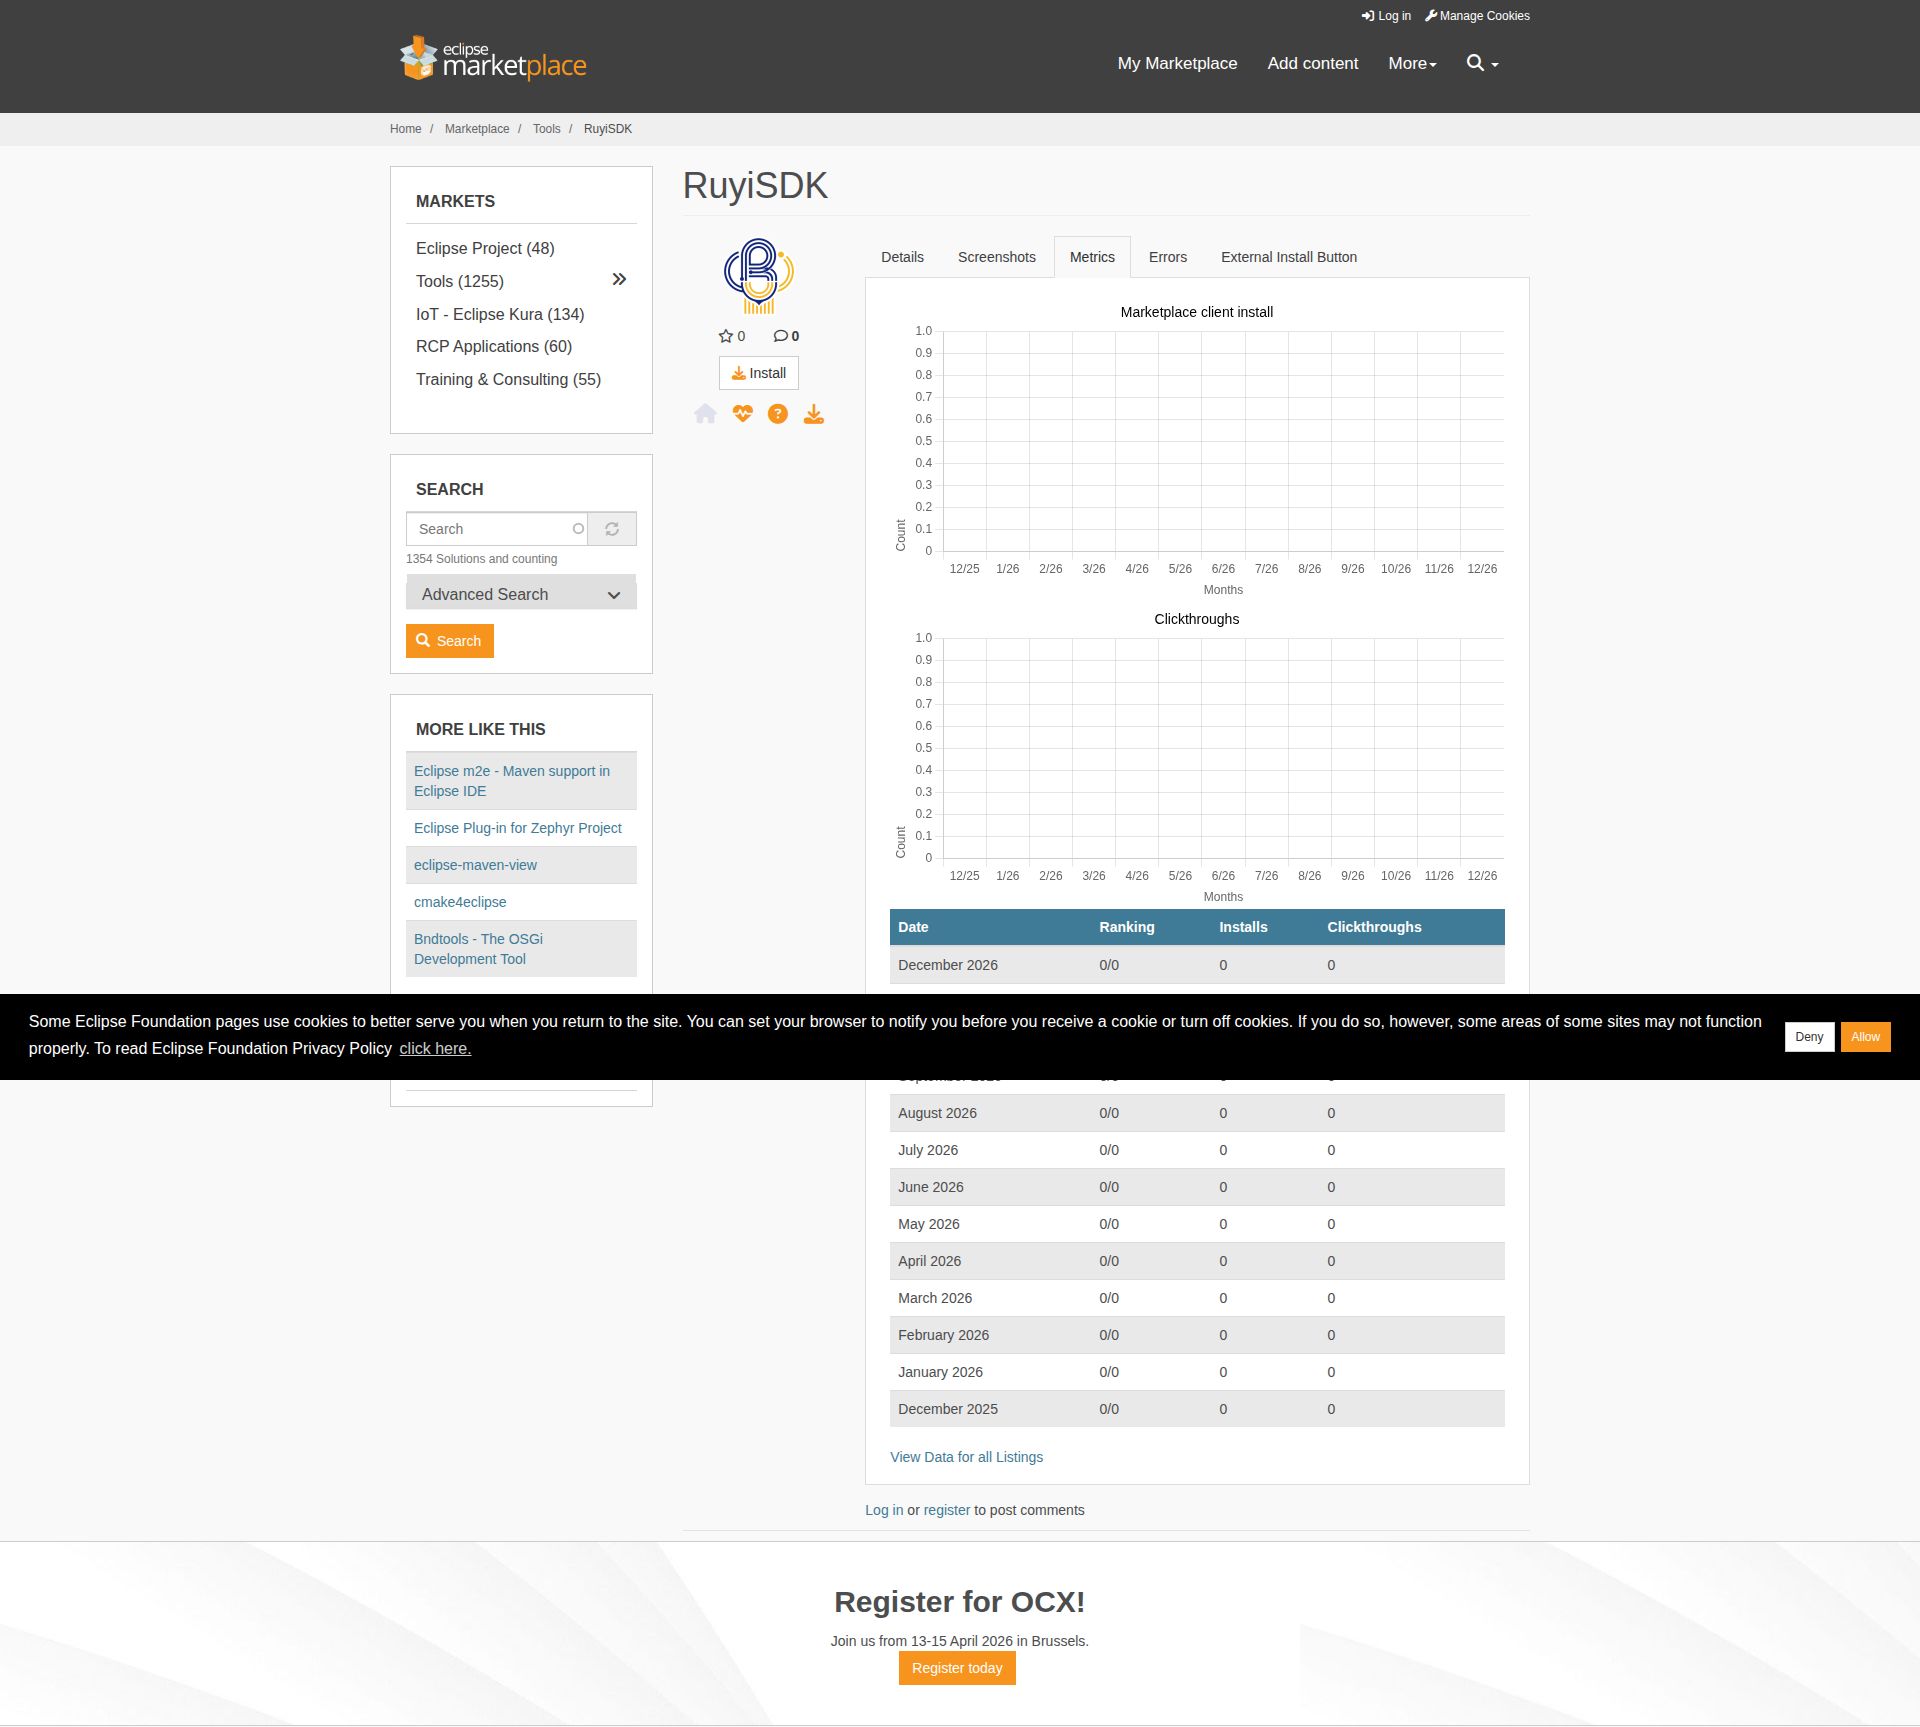 Log in
Manage Cookies
eclipse
marketplace
My Marketplace
Add content
More
Home / Marketplace / Tools / RuyiSDK
MARKETS
Eclipse Project (48)
Tools (1255)
IoT - Eclipse Kura (134)
RCP Applications (60)
Training & Consulting (55)
SEARCH
Search
1354 Solutions and counting
Advanced Search
Search
MORE LIKE THIS
Eclipse m2e - Maven support in
Eclipse IDE
Eclipse Plug-in for Zephyr Project
eclipse-maven-view
cmake4eclipse
Bndtools - The OSGi
Development Tool
RuyiSDK
0 0
Install
Details
Screenshots
Metrics
Errors
External Install Button
Marketplace client install
1.0
0.9
0.8
0.7
0.6
0.5
0.4
0.3
0.2
0.1
0
Count
12/25 1/26 2/26 3/26 4/26 5/26 6/26 7/26 8/26 9/26 10/26 11/26 12/26
Months
Clickthroughs
1.0
0.9
0.8
0.7
0.6
0.5
0.4
0.3
0.2
0.1
0
Count
12/25 1/26 2/26 3/26 4/26 5/26 6/26 7/26 8/26 9/26 10/26 11/26 12/26
Months
Date Ranking Installs Clickthroughs
December 2026 0/0 0 0
Some Eclipse Foundation pages use cookies to better serve you when you return to the site. You can set your browser to notify you before you receive a cookie or turn off cookies. If you do so, however, some areas of some sites may not function
properly. To read Eclipse Foundation Privacy Policy click here.
Deny
Allow
August 2026 0/0 0 0
July 2026 0/0 0 0
June 2026 0/0 0 0
May 2026 0/0 0 0
April 2026 0/0 0 0
March 2026 0/0 0 0
February 2026 0/0 0 0
January 2026 0/0 0 0
December 2025 0/0 0 0
View Data for all Listings
Log in or register to post comments
Register for OCX!
Join us from 13-15 April 2026 in Brussels.
Register today